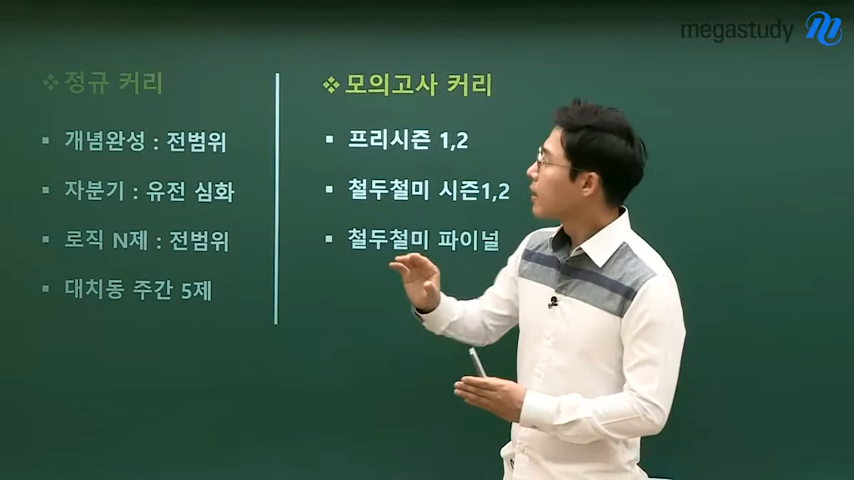 megastudy
정규 커리
개념완성 : 전범위
자분기 : 유전 심화
로직 N제 : 전범위
대치동 주간 5제
모의고사 커리
프리시즌 1,2
철두철미 시즌1,2
철두철미 파이널